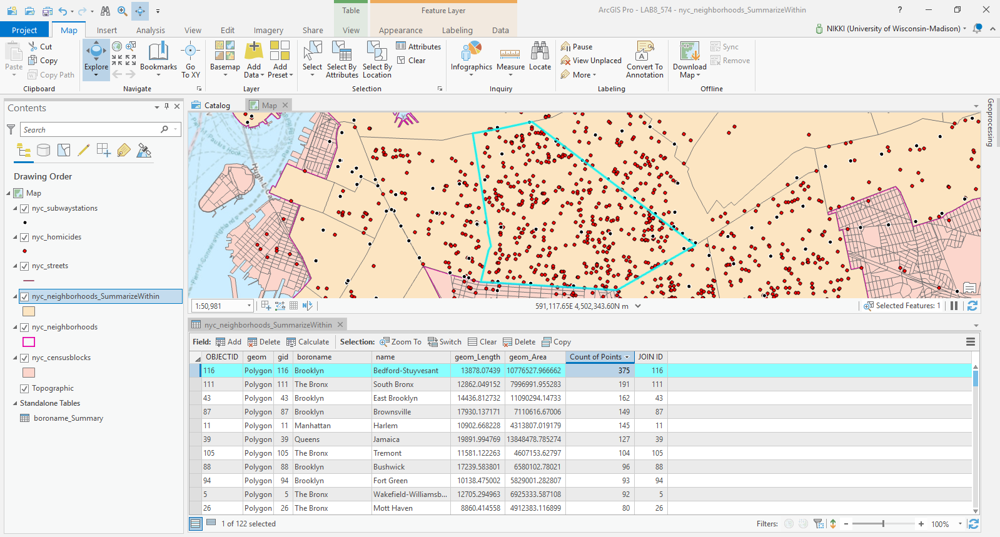 Table
Feature Layer
ArcGIS Pro - LAB8_574 - nyc_neighborhoods_SummarizeWithin
?
Project
Map
Insert
Analysis
View
Edit
Imagery
Share
View
Appearance
Labeling
Data
NIKKI (University of Wisconsin-Madison)
Paste
Cut
Copy
Copy Path
Clipboard
Explore
Bookmarks
Go To XY
Navigate
Basemap
Add Data
Add Preset
Layer
Select
Select By Attributes
Select By Location
Attributes
Clear
Selection
Infographics
Measure
Locate
Inquiry
Pause
View Unplaced
More
Convert To Annotation
Labeling
Download Map
Sync
Remove
Offline
Contents
Search
Drawing Order
Map
nyc_subwaystations
nyc_homicides
nyc_streets
nyc_neighborhoods_SummarizeWithin
nyc_neighborhoods
nyc_censusblocks
Topographic
Standalone Tables
boroname_Summary
Catalog
Map
Geoprocessing
1:50,981
591,117.65E 4,502,343.60N m
Selected Features: 1
nyc_neighborhoods_SummarizeWithin
Field: Add Delete Calculate Selection: Zoom To Switch Clear Delete Copy
OBJECTID geom gid boroname name geom_Length geom_Area Count of Points JOIN ID
116 Polygon 116 Brooklyn Bedford-Stuyvesant 13878.07439 10776527.966662 375 116
111 Polygon 111 The Bronx South Bronx 12862.049152 7996991.955283 191 111
43 Polygon 43 Brooklyn East Brooklyn 14436.812732 11090294.14733 162 43
87 Polygon 87 Brooklyn Brownsville 17930.137171 7110616.67006 149 87
11 Polygon 11 Manhattan Harlem 10902.668228 4313807.019179 145 11
39 Polygon 39 Queens Jamaica 19891.994769 13848478.785274 127 39
105 Polygon 105 The Bronx Tremont 11581.122263 4607153.62797 104 105
88 Polygon 88 Brooklyn Bushwick 17239.583801 6580102.78021 96 88
94 Polygon 94 Brooklyn Fort Green 10138.475002 5829001.282807 93 94
5 Polygon 5 The Bronx Wakefield-Williamsb... 12705.294963 6925333.587108 92 5
26 Polygon 26 The Bronx Mott Haven 8860.414558 4912383.116899 80 26
1 of 122 selected
Filters:
100%